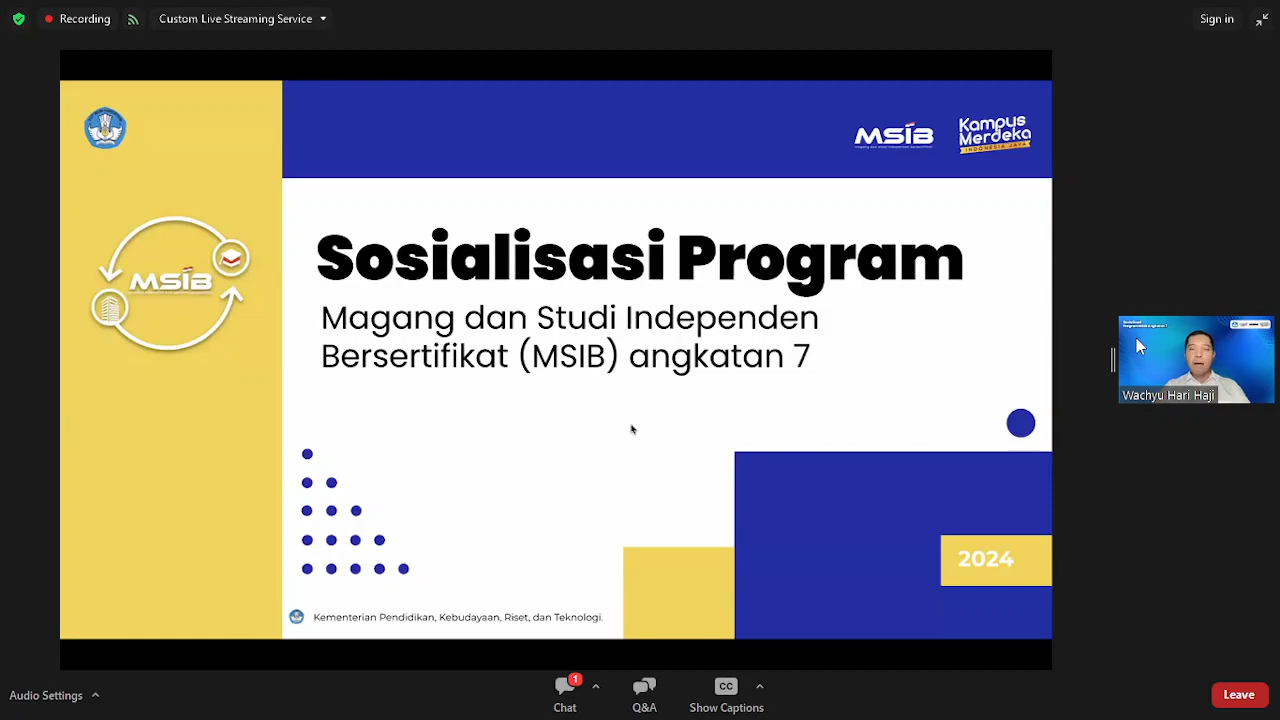 Recording
Custom Live Streaming Service
Sign in
MSIB
Kampus
Merdeka
INDONESIA JAYA
MSIB
Sosialisasi Program
Magang dan Studi Independen
Bersertifikat (MSIB) angkatan 7
2024
Kementerian Pendidikan, Kebudayaan, Riset, dan Teknologi.
Wachyu Hari Haji
Audio Settings
1
Chat
Q&A
CC
Show Captions
Leave